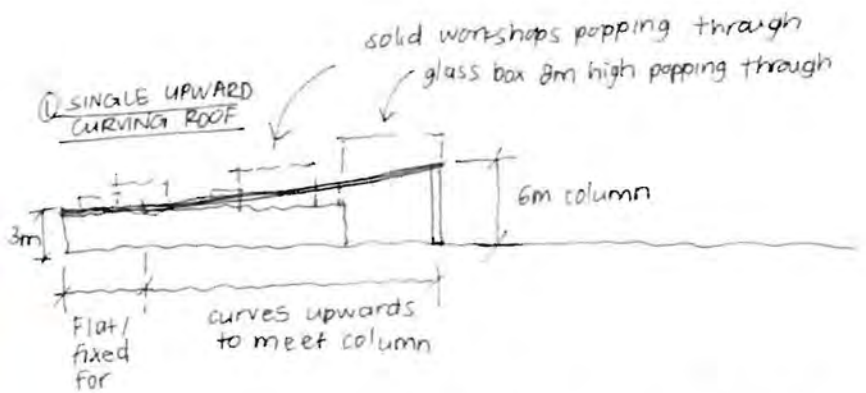 solid workshops popping through
glass box 8m high popping through
① SINGLE UPWARD
CURVING ROOF
6m column
3m
Flat/
fixed
for
curves upwards
to meet column